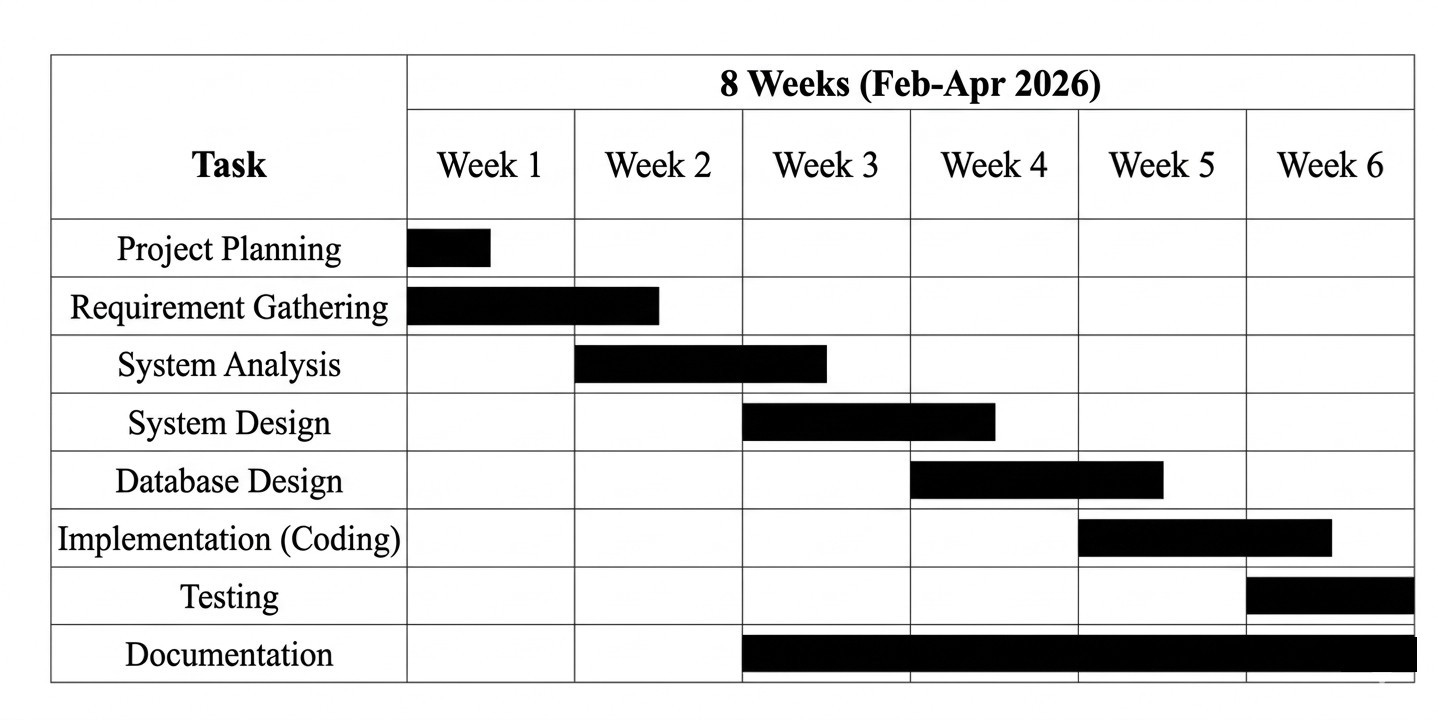 8 Weeks (Feb-Apr 2026)
Task Week 1 Week 2 Week 3 Week 4 Week 5 Week 6
Project Planning
Requirement Gathering
System Analysis
System Design
Database Design
Implementation (Coding)
Testing
Documentation